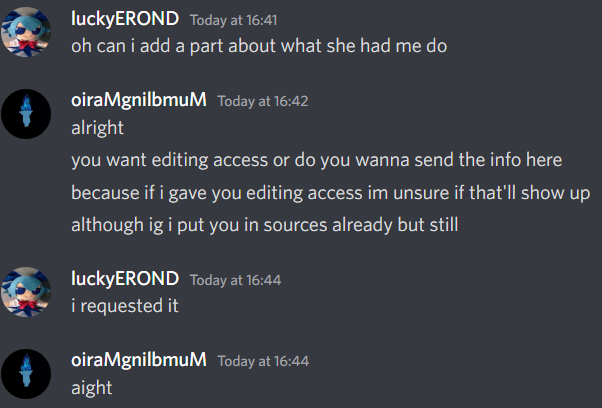 luckyEROND Today at 16:41
oh can i add a part about what she had me do
oiraMgnilbmuM Today at 16:42
alright
you want editing access or do you wanna send the info here
because if i gave you editing access im unsure if that'll show up
although ig i put you in sources already but still
luckyEROND Today at 16:44
i requested it
oiraMgnilbmuM Today at 16:44
aight